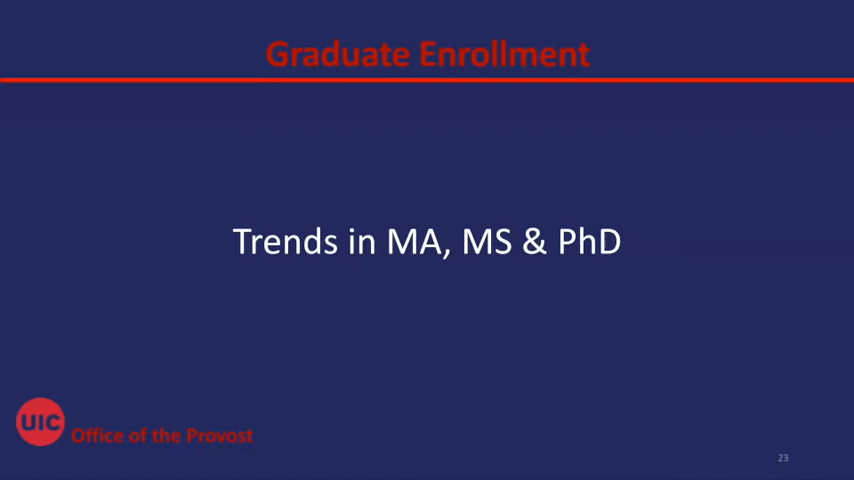 Graduate Enrollment
Trends in MA, MS & PhD
UIC
Office of the Provost
23